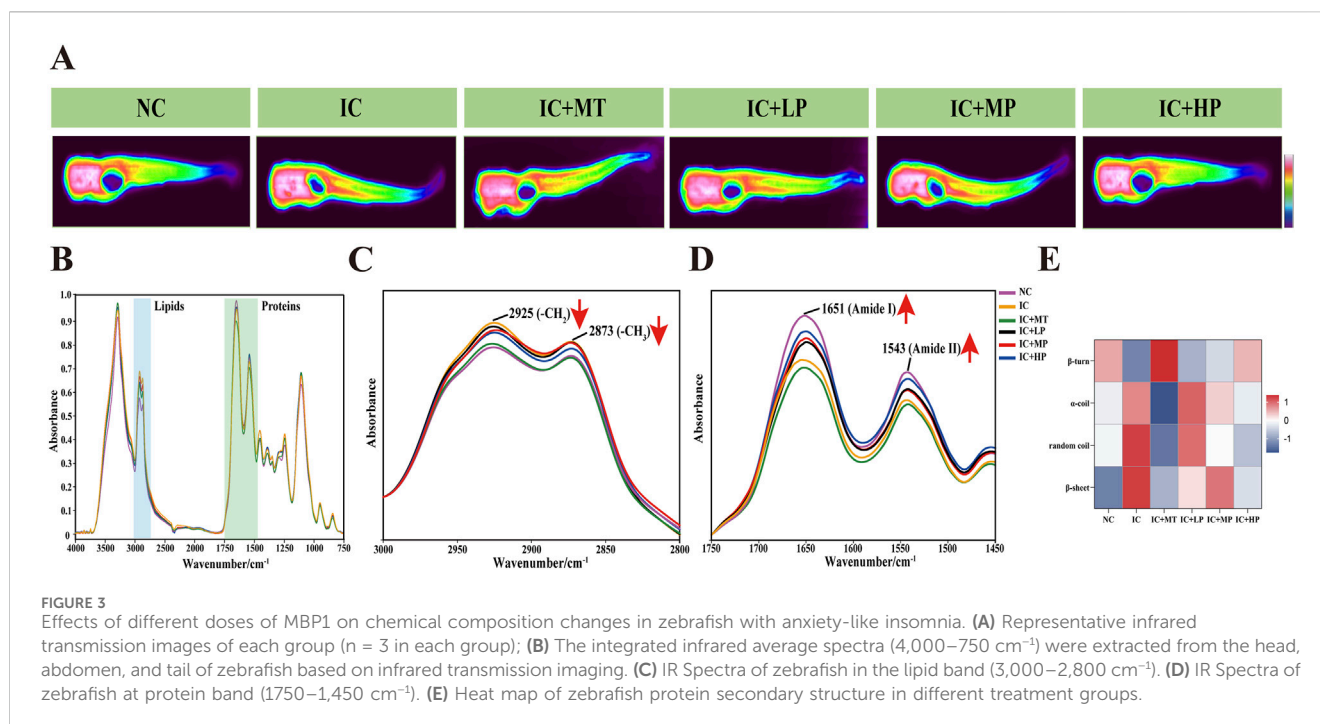 A
NC
IC
IC+MT
IC+LP
IC+MP
IC+HP
B
1.0
0.9
0.8
0.7
0.6
0.5
0.4
0.3
0.2
0.1
0
Absorbance
Lipids
Proteins
4000 3500 3000 2500 2000 1500 1000 750
Wavenumber/cm⁻¹
C
2925 (-CH₂)
2873 (-CH₃)
Absorbance
3000 2950 2900 2850 2800
Wavenumber/cm⁻¹
D
1651 (Amide I)
1543 (Amide II)
Absorbance
1750 1700 1650 1600 1550 1500 1450
Wavenumber/cm⁻¹
NC
IC
IC+MT
IC+LP
IC+MP
IC+HP
E
β-turn
α-coil
random coil
β-sheet
NC IC IC+MT IC+LP IC+MP IC+HP
1
0
-1
FIGURE 3
Effects of different doses of MBP1 on chemical composition changes in zebrafish with anxiety-like insomnia. (A) Representative infrared
transmission images of each group (n = 3 in each group); (B) The integrated infrared average spectra (4,000–750 cm⁻¹) were extracted from the head,
abdomen, and tail of zebrafish based on infrared transmission imaging. (C) IR Spectra of zebrafish in the lipid band (3,000–2,800 cm⁻¹). (D) IR Spectra of
zebrafish at protein band (1750–1,450 cm⁻¹). (E) Heat map of zebrafish protein secondary structure in different treatment groups.